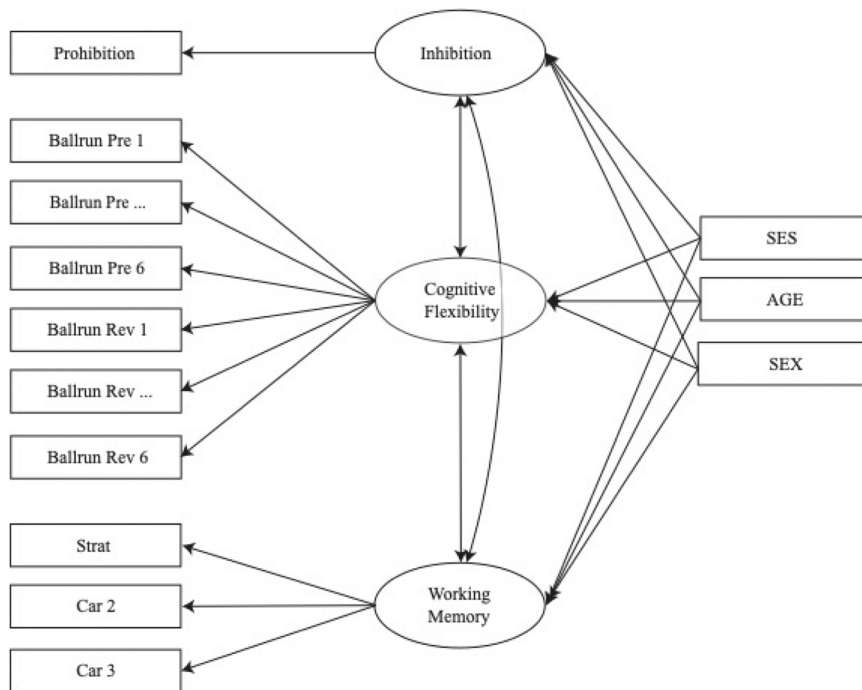 Prohibition
Inhibition
Ballrun Pre 1
Ballrun Pre ...
Ballrun Pre 6
Ballrun Rev 1
Ballrun Rev ...
Ballrun Rev 6
Cognitive
Flexibility
SES
AGE
SEX
Strat
Car 2
Car 3
Working
Memory